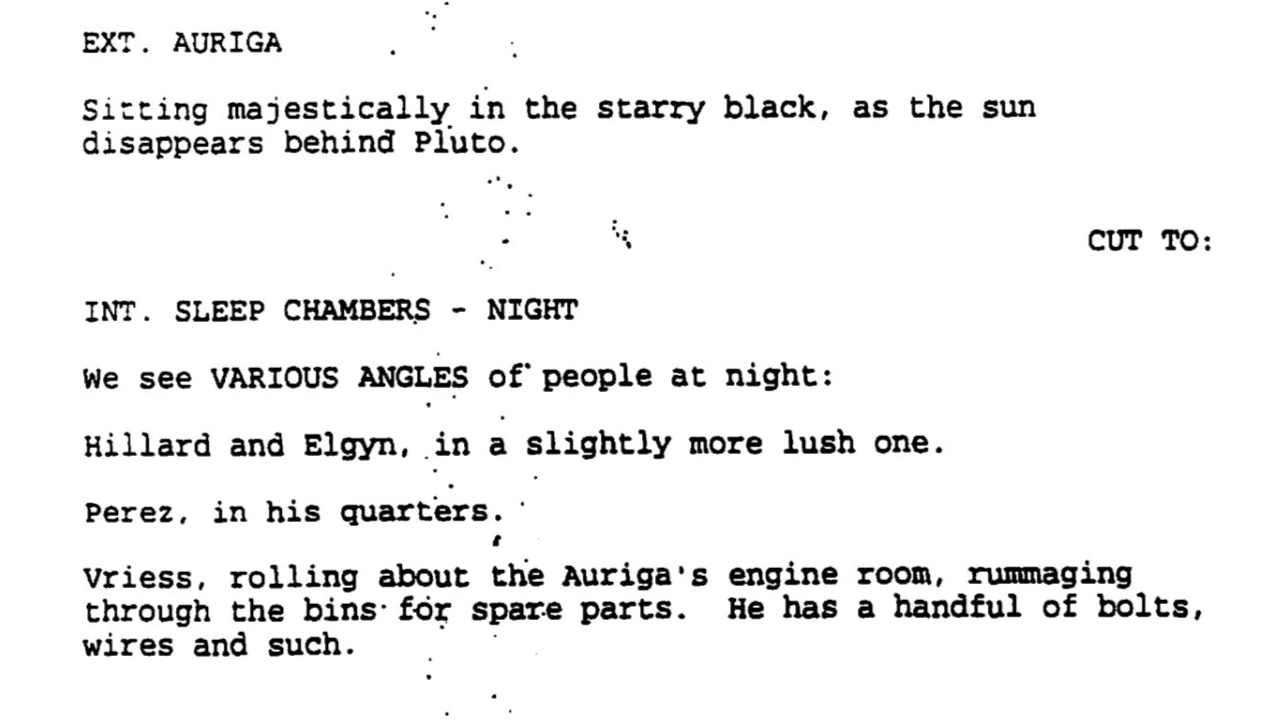 EXT. AURIGA
Sitting majestically in the starry black, as the sun
disappears behind Pluto.
CUT TO:
INT. SLEEP CHAMBERS - NIGHT
We see VARIOUS ANGLES of people at night:
Hillard and Elgyn, in a slightly more lush one.
Perez, in his quarters.
Vriess, rolling about the Auriga's engine room, rummaging
through the bins for spare parts. He has a handful of bolts,
wires and such.